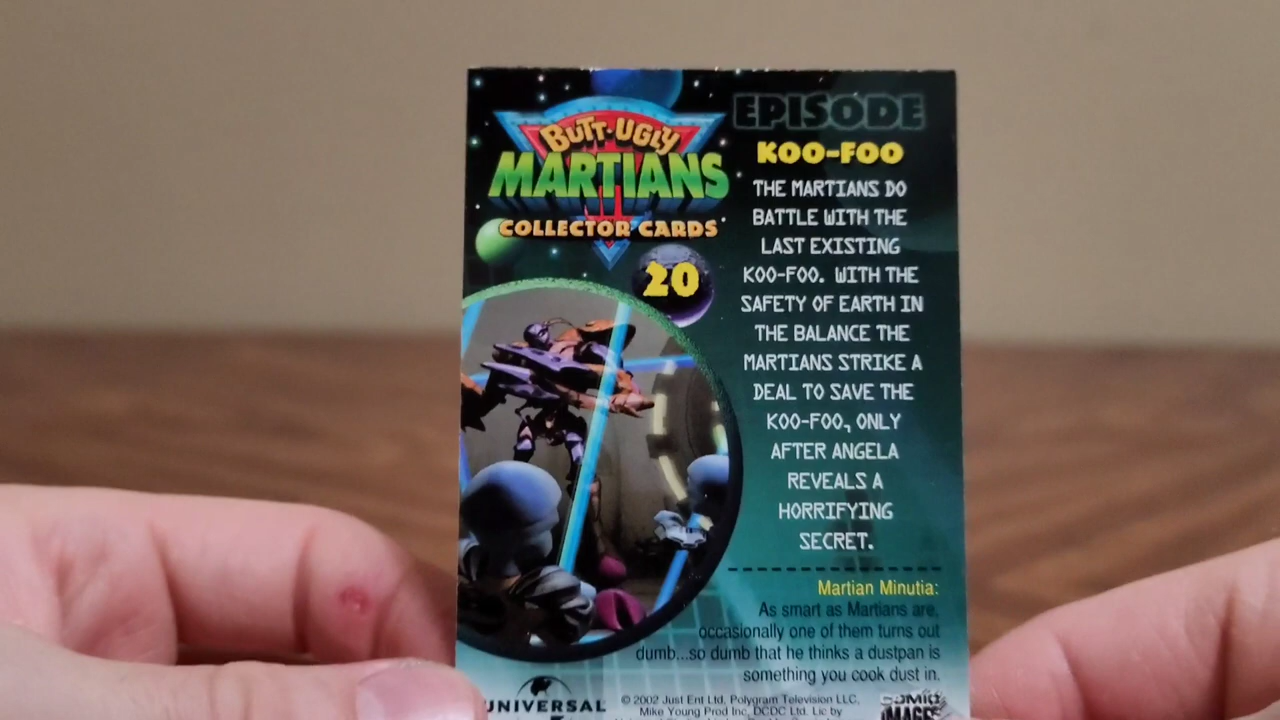 BUTT-UGLY
MARTIANS
COLLECTOR CARDS
20
EPISODE
KOO-FOO
THE MARTIANS DO
BATTLE WITH THE
LAST EXISTING
KOO-FOO. WITH THE
SAFETY OF EARTH IN
THE BALANCE THE
MARTIANS STRIKE A
DEAL TO SAVE THE
KOO-FOO, ONLY
AFTER ANGELA
REVEALS A
HORRIFYING
SECRET.
Martian Minutia:
As smart as Martians are,
occasionally one of them turns out
dumb...so dumb that he thinks a dustpan is
something you cook dust in.
UNIVERSAL
© 2002 Just Ent Ltd, Polygram Television LLC,
Mike Young Prod Inc, DCDC Ltd. Lic by
COMIC
IMAGES